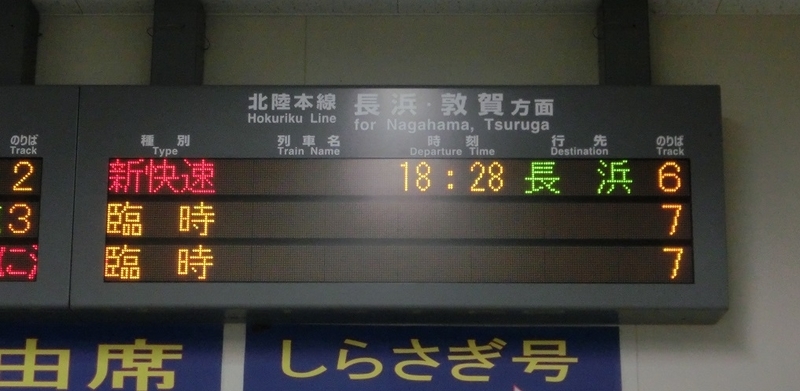 北陸本線 長浜・敦賀方面
Hokuriku Line for Nagahama, Tsuruga
種別 列車名 時刻 行先 のりば
Type Train Name Departure Time Destination Track
新快速 18:28 長浜 6
臨時 7
臨時 7
のりば
Track
2
3
由席
しらさぎ号